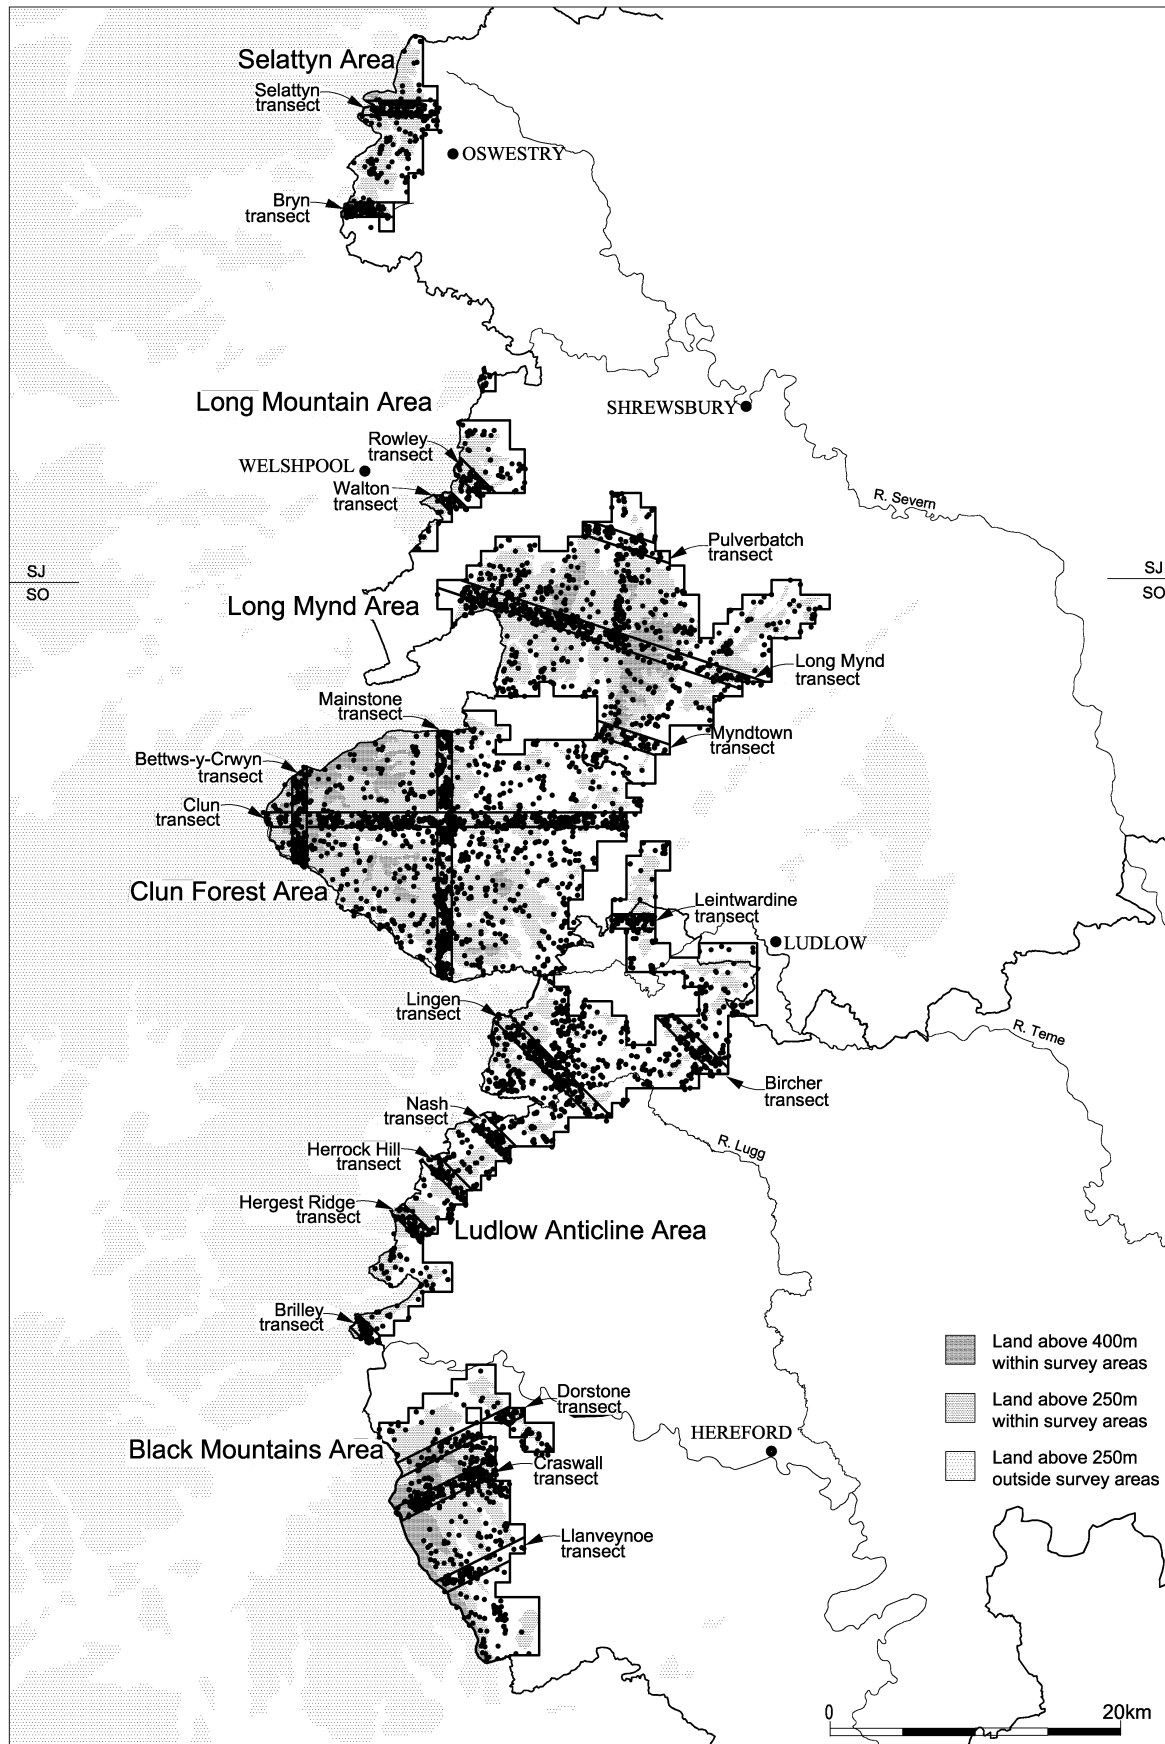 Selattyn Area
Selattyn
transect
OSWESTRY
Bryn
transect
Long Mountain Area
SHREWSBURY
Rowley
transect
WELSHPOOL
Walton
transect
R. Severn
Pulverbatch
transect
SJ
SO
SJ
SO
Long Mynd Area
Long Mynd
transect
Mainstone
transect
Myndtown
transect
Bettws-y-Crwyn
transect
Clun
transect
Clun Forest Area
Leintwardine
transect
LUDLOW
Lingen
transect
R. Teme
Bircher
transect
Nash
transect
R. Lugg
Herrock Hill
transect
Hergest Ridge
transect
Ludlow Anticline Area
Brilley
transect
Land above 400m
within survey areas
Dorstone
transect
Land above 250m
within survey areas
HEREFORD
Black Mountains Area
Craswall
transect
Land above 250m
outside survey areas
Llanveynoe
transect
0
20km